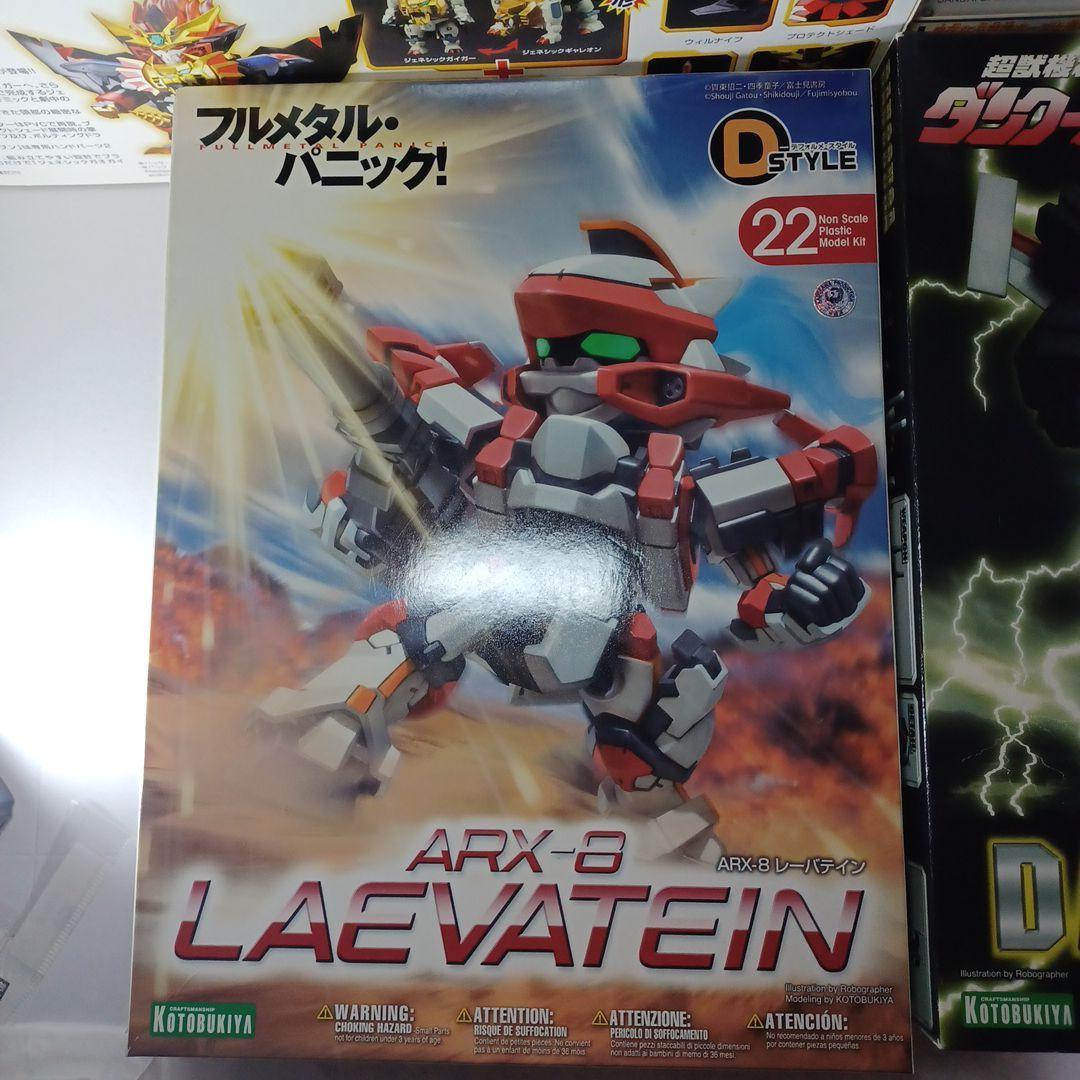 ジェネシックガイガー
ジェネシックギャレオン
ウィルナイフ
プロテクトシェード
フルメタル・
FULLMETAL PANIC!
パニック!
©賀東招二・四季童子／富士見書房
©Shouji Gatou・Shikidouji／Fujimisyobou
D
デフォルメ・スタイル
STYLE
22
Non Scale
Plastic
Model Kit
ARX-8
ARX-8 レーバテイン
LAEVATEIN
Illustration by Robographer
Modeling by KOTOBUKIYA
CRAFTSMANSHIP
KOTOBUKIYA
WARNING:
CHOKING HAZARD -Small Parts
not for children under 3 years of age.
ATTENTION:
RISQUE DE SUFFOCATION
Contient de petites pièces. Ne convient
pas à un enfant de moins de 36 mois.
ATTENZIONE:
PERICOLO DI SOFFOCAMENTO
Contiene pezzi staccabili di piccole dimensioni
non adatti ai bambini di meno di 36 mesi.
ATENCIÓN:
No recomendado a niños menores de 3 años
por contener piezas pequeñas.
超獣機
ダンクー
WEAPON
D
Illustration by Robographer
CRAFTSMANSHIP
KOTOBUKIYA